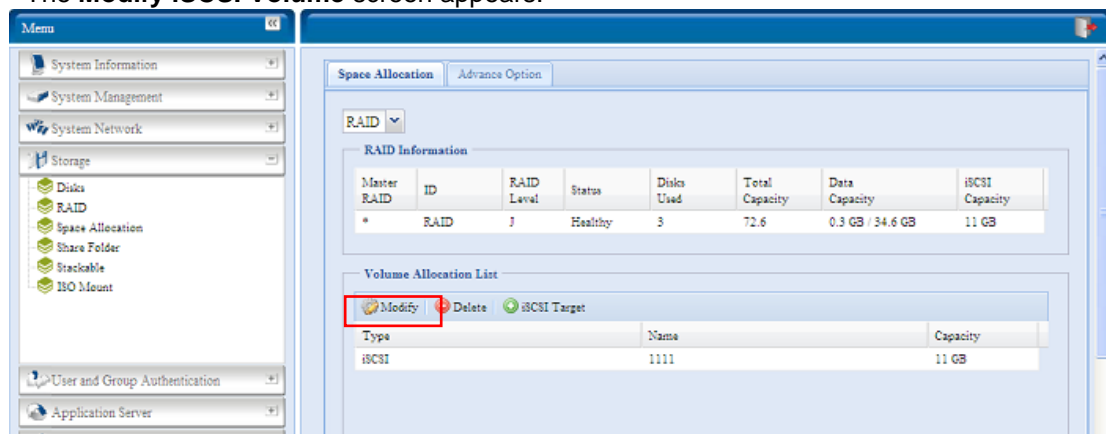 The Modify iSCSI Volume screen appears.
Menu
System Information
System Management
System Network
Storage
Disks
RAID
Space Allocation
Share Folder
Stackable
ISO Mount
User and Group Authentication
Application Server
Space Allocation Advance Option
RAID
RAID Information
Master RAID ID RAID Level Status Disks Used Total Capacity Data Capacity iSCSI Capacity
* RAID J Healthy 3 72.6 0.3 GB / 34.6 GB 11 GB
Volume Allocation List
Modify Delete iSCSI Target
Type Name Capacity
iSCSI 1111 11 GB